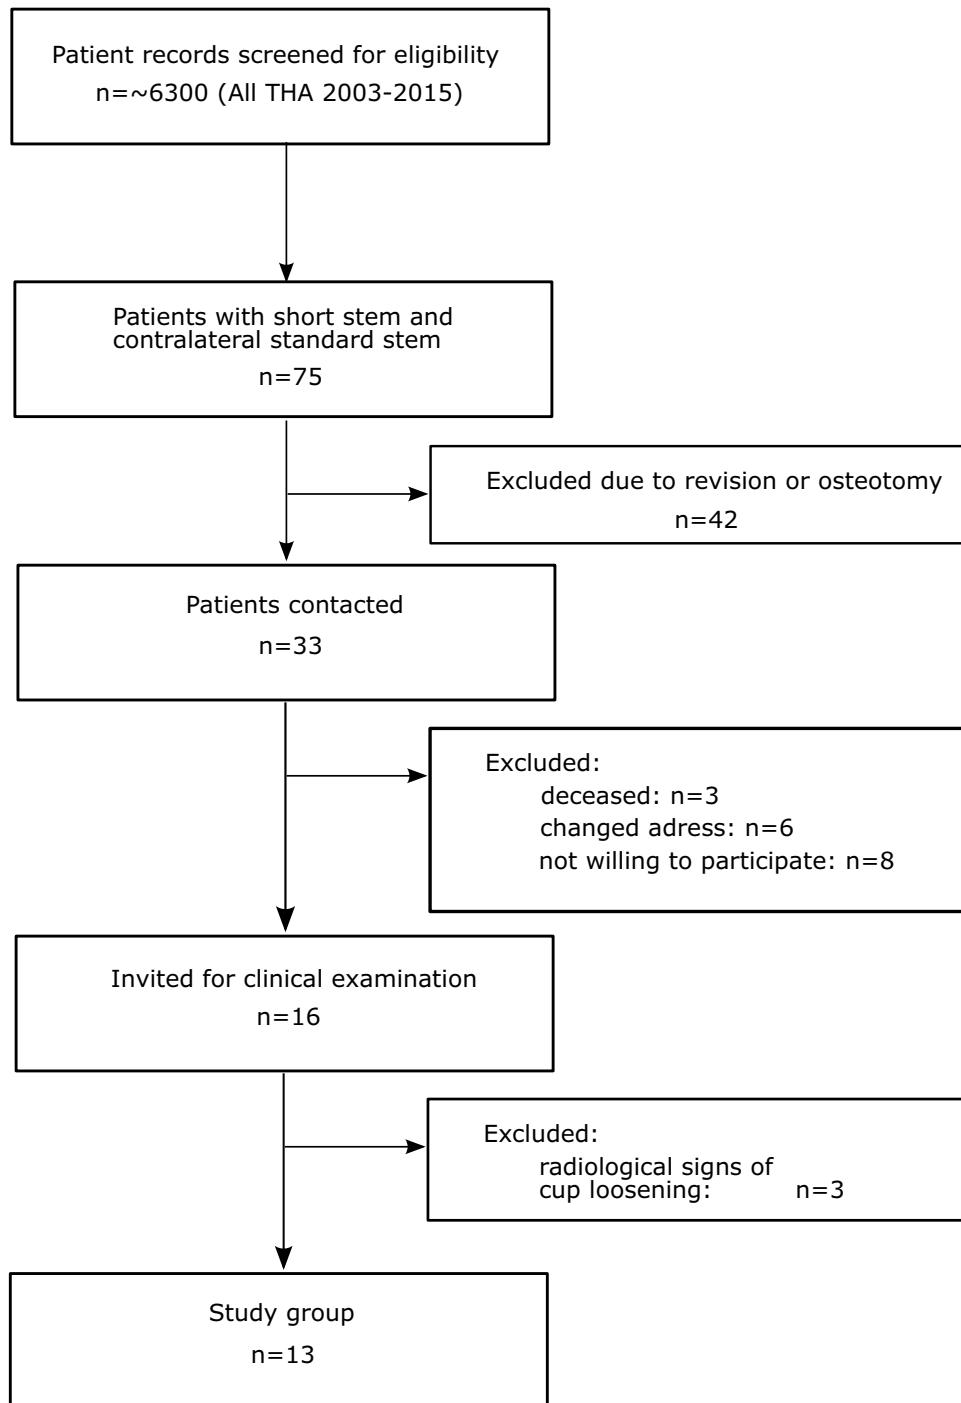 Patient records screened for eligibility
n=~6300 (All THA 2003-2015)
Patients with short stem and
contralateral standard stem
n=75
Excluded due to revision or osteotomy
n=42
Patients contacted
n=33
Excluded:
deceased: n=3
changed adress: n=6
not willing to participate: n=8
Invited for clinical examination
n=16
Excluded:
radiological signs of
cup loosening: n=3
Study group
n=13